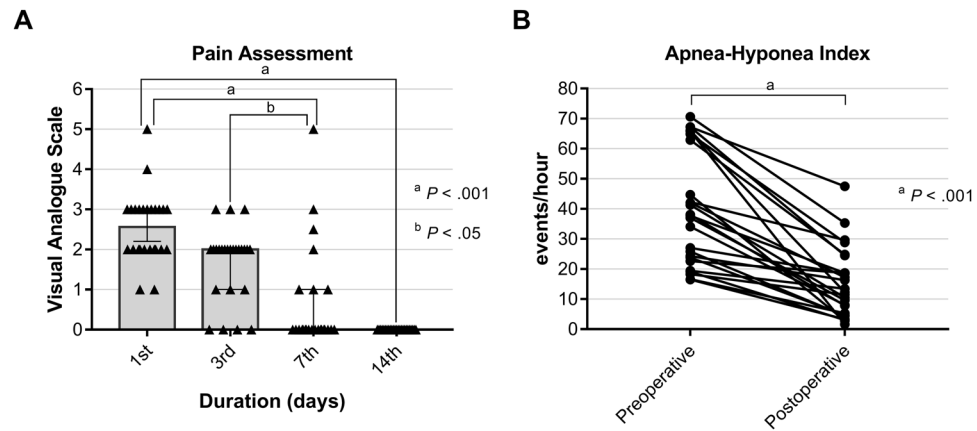 A
Pain Assessment
a
a
b
6
5
4
3
2
1
0
Visual Analogue Scale
a P < .001
b P < .05
1st
3rd
7th
14th
Duration (days)
B
Apnea-Hyponea Index
a
80
70
60
50
40
30
20
10
0
events/hour
a P < .001
Preoperative
Postoperative